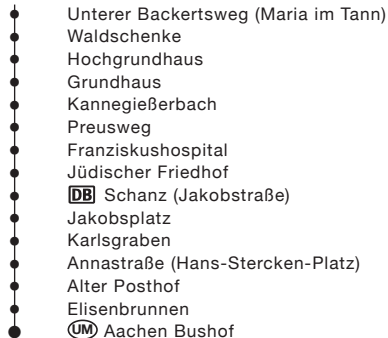 Unterer Backertsweg (Maria im Tann)
Waldschenke
Hochgrundhaus
Grundhaus
Kannegießerbach
Preusweg
Franziskushospital
Jüdischer Friedhof
DB Schanz (Jakobstraße)
Jakobsplatz
Karlsgraben
Annastraße (Hans-Stercken-Platz)
Alter Posthof
Elisenbrunnen
UM Aachen Bushof